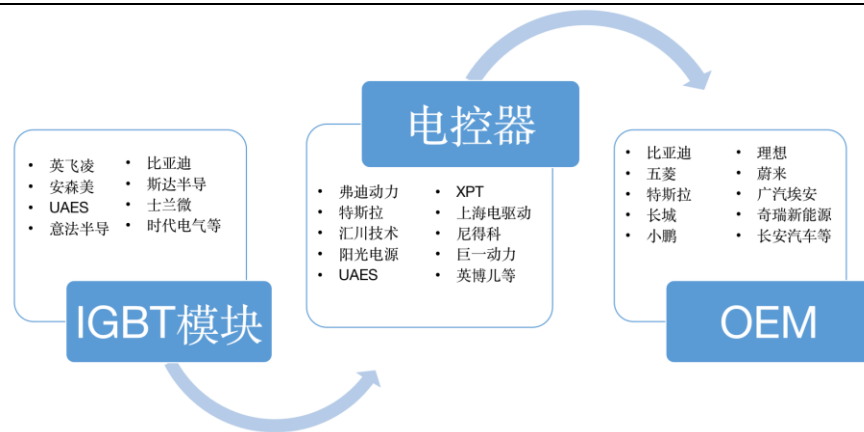 电控器
• 英飞凌
• 安森美
• UAES
• 意法半导
• 比亚迪
• 斯达半导
• 士兰微
• 时代电气等
IGBT模块
• 弗迪动力
• 特斯拉
• 汇川技术
• 阳光电源
• UAES
• XPT
• 上海电驱动
• 尼得科
• 巨一动力
• 英博儿等
• 比亚迪
• 五菱
• 特斯拉
• 长城
• 小鹏
• 理想
• 蔚来
• 广汽埃安
• 奇瑞新能源
• 长安汽车等
OEM